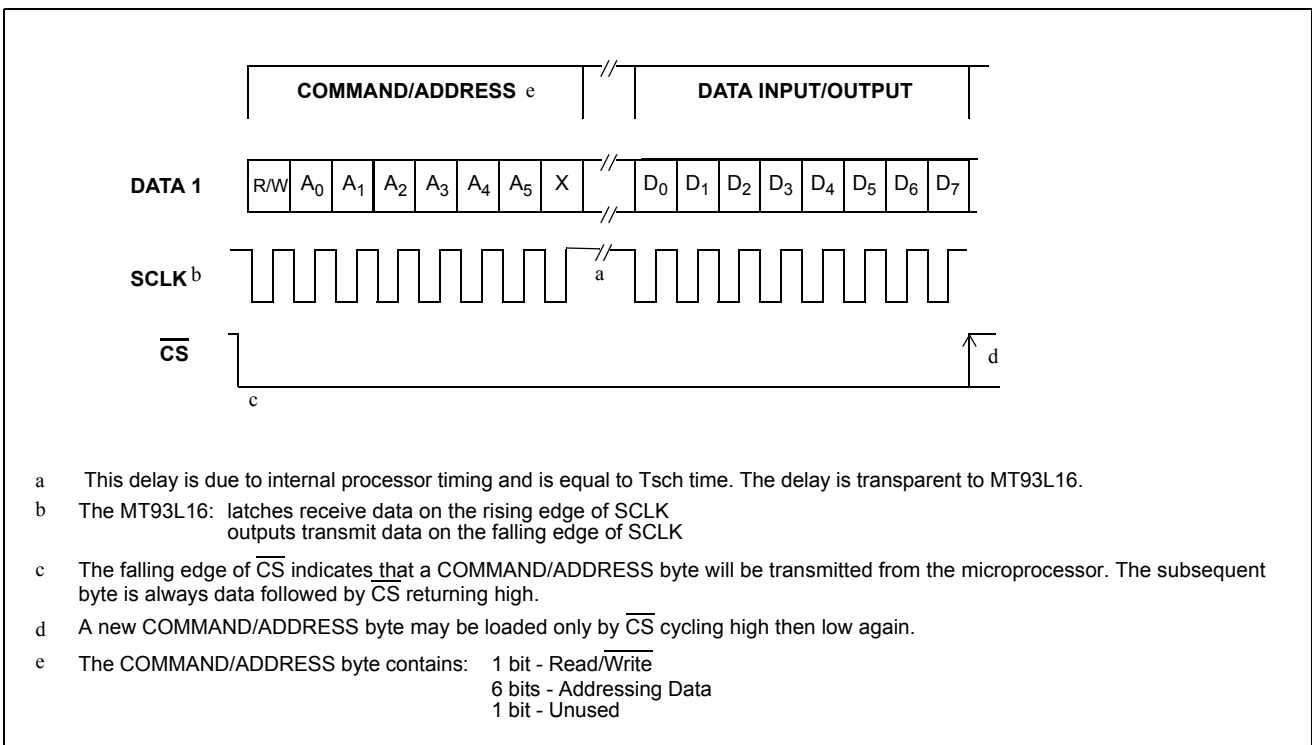 COMMAND/ADDRESS e DATA INPUT/OUTPUT
DATA 1 R/W A0 A1 A2 A3 A4 A5 X D0 D1 D2 D3 D4 D5 D6 D7
SCLK b a
CS d
c
a This delay is due to internal processor timing and is equal to Tsch time. The delay is transparent to MT93L16.
b The MT93L16: latches receive data on the rising edge of SCLK
outputs transmit data on the falling edge of SCLK
c The falling edge of CS indicates that a COMMAND/ADDRESS byte will be transmitted from the microprocessor. The subsequent
byte is always data followed by CS returning high.
d A new COMMAND/ADDRESS byte may be loaded only by CS cycling high then low again.
e The COMMAND/ADDRESS byte contains: 1 bit - Read/Write
6 bits - Addressing Data
1 bit - Unused